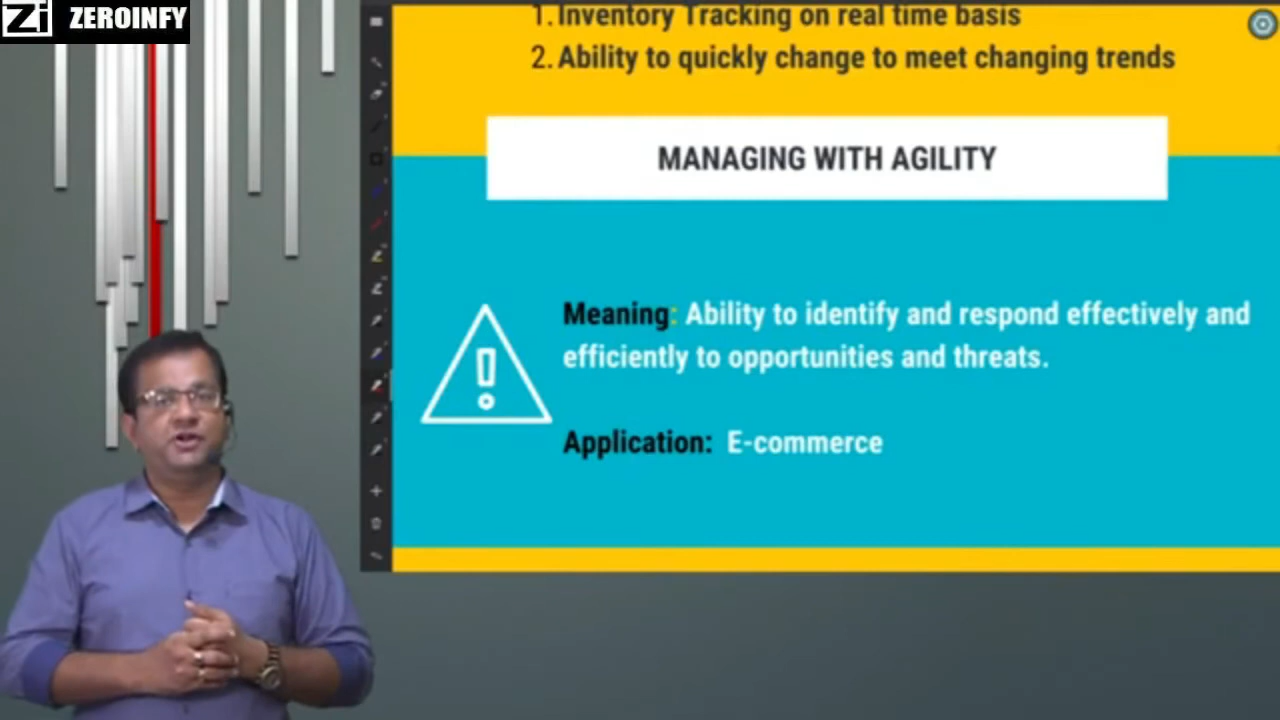 Zi ZEROINFY
1. Inventory Tracking on real time basis
2. Ability to quickly change to meet changing trends
MANAGING WITH AGILITY
Meaning: Ability to identify and respond effectively and
efficiently to opportunities and threats.
Application: E-commerce